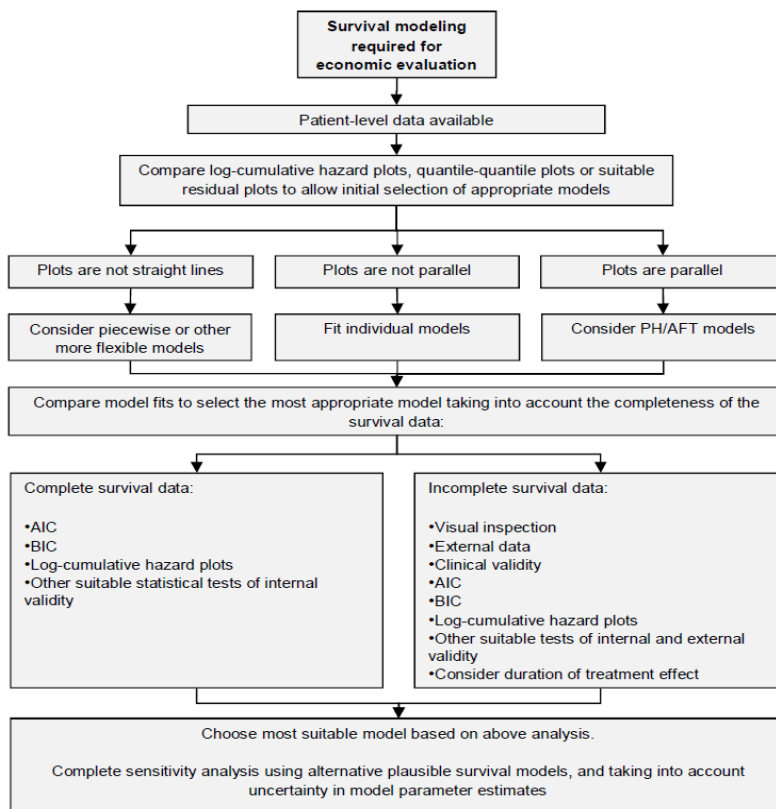 Survival modeling
required for
economic evaluation
Patient-level data available
Compare log-cumulative hazard plots, quantile-quantile plots or suitable
residual plots to allow initial selection of appropriate models
Plots are not straight lines
Plots are not parallel
Plots are parallel
Consider piecewise or other
more flexible models
Fit individual models
Consider PH/AFT models
Compare model fits to select the most appropriate model taking into account the completeness of the
survival data:
Complete survival data:
•AIC
•BIC
•Log-cumulative hazard plots
•Other suitable statistical tests of internal
validity
Incomplete survival data:
•Visual inspection
•External data
•Clinical validity
•AIC
•BIC
•Log-cumulative hazard plots
•Other suitable tests of internal and external
validity
•Consider duration of treatment effect
Choose most suitable model based on above analysis.
Complete sensitivity analysis using alternative plausible survival models, and taking into account
uncertainty in model parameter estimates